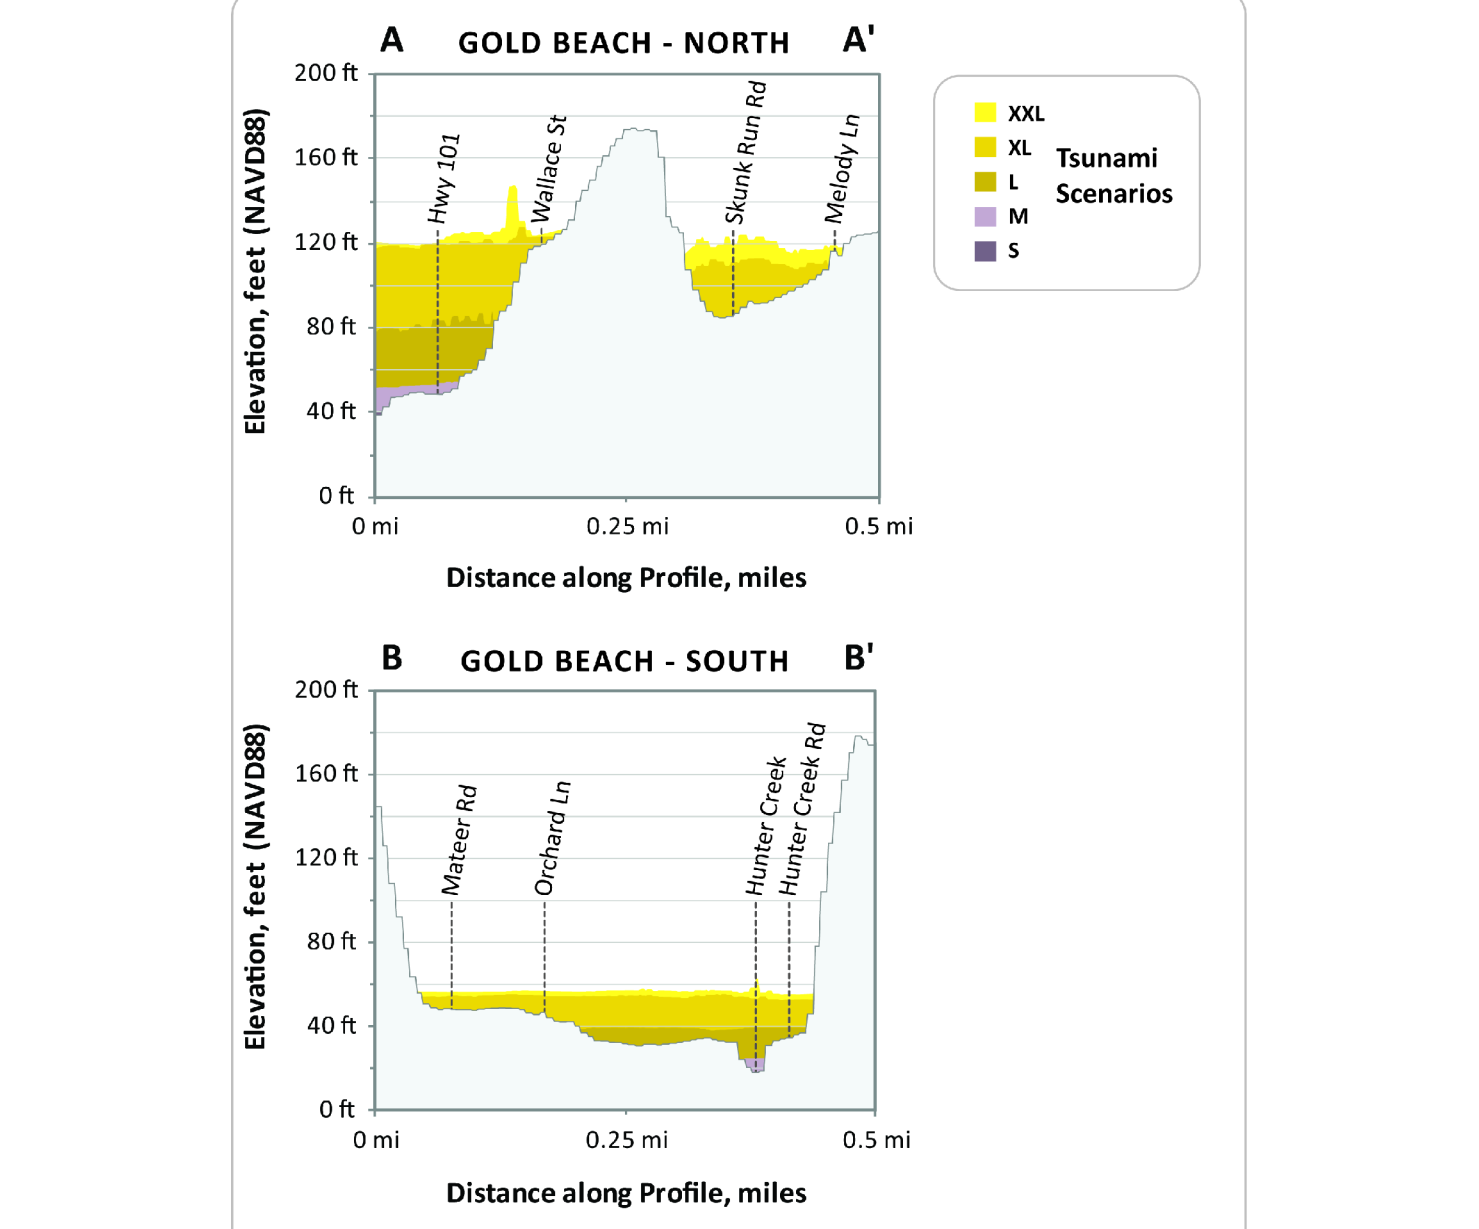 A GOLD BEACH - NORTH A'
200 ft
160 ft
120 ft
80 ft
40 ft
0 ft
Elevation, feet (NAVD88)
Hwy 101
Wallace St
Skunk Run Rd
Melody Ln
0 mi 0.25 mi 0.5 mi
Distance along Profile, miles
XXL
XL
L
M
S
Tsunami
Scenarios
B GOLD BEACH - SOUTH B'
200 ft
160 ft
120 ft
80 ft
40 ft
0 ft
Elevation, feet (NAVD88)
Mateer Rd
Orchard Ln
Hunter Creek
Hunter Creek Rd
0 mi 0.25 mi 0.5 mi
Distance along Profile, miles